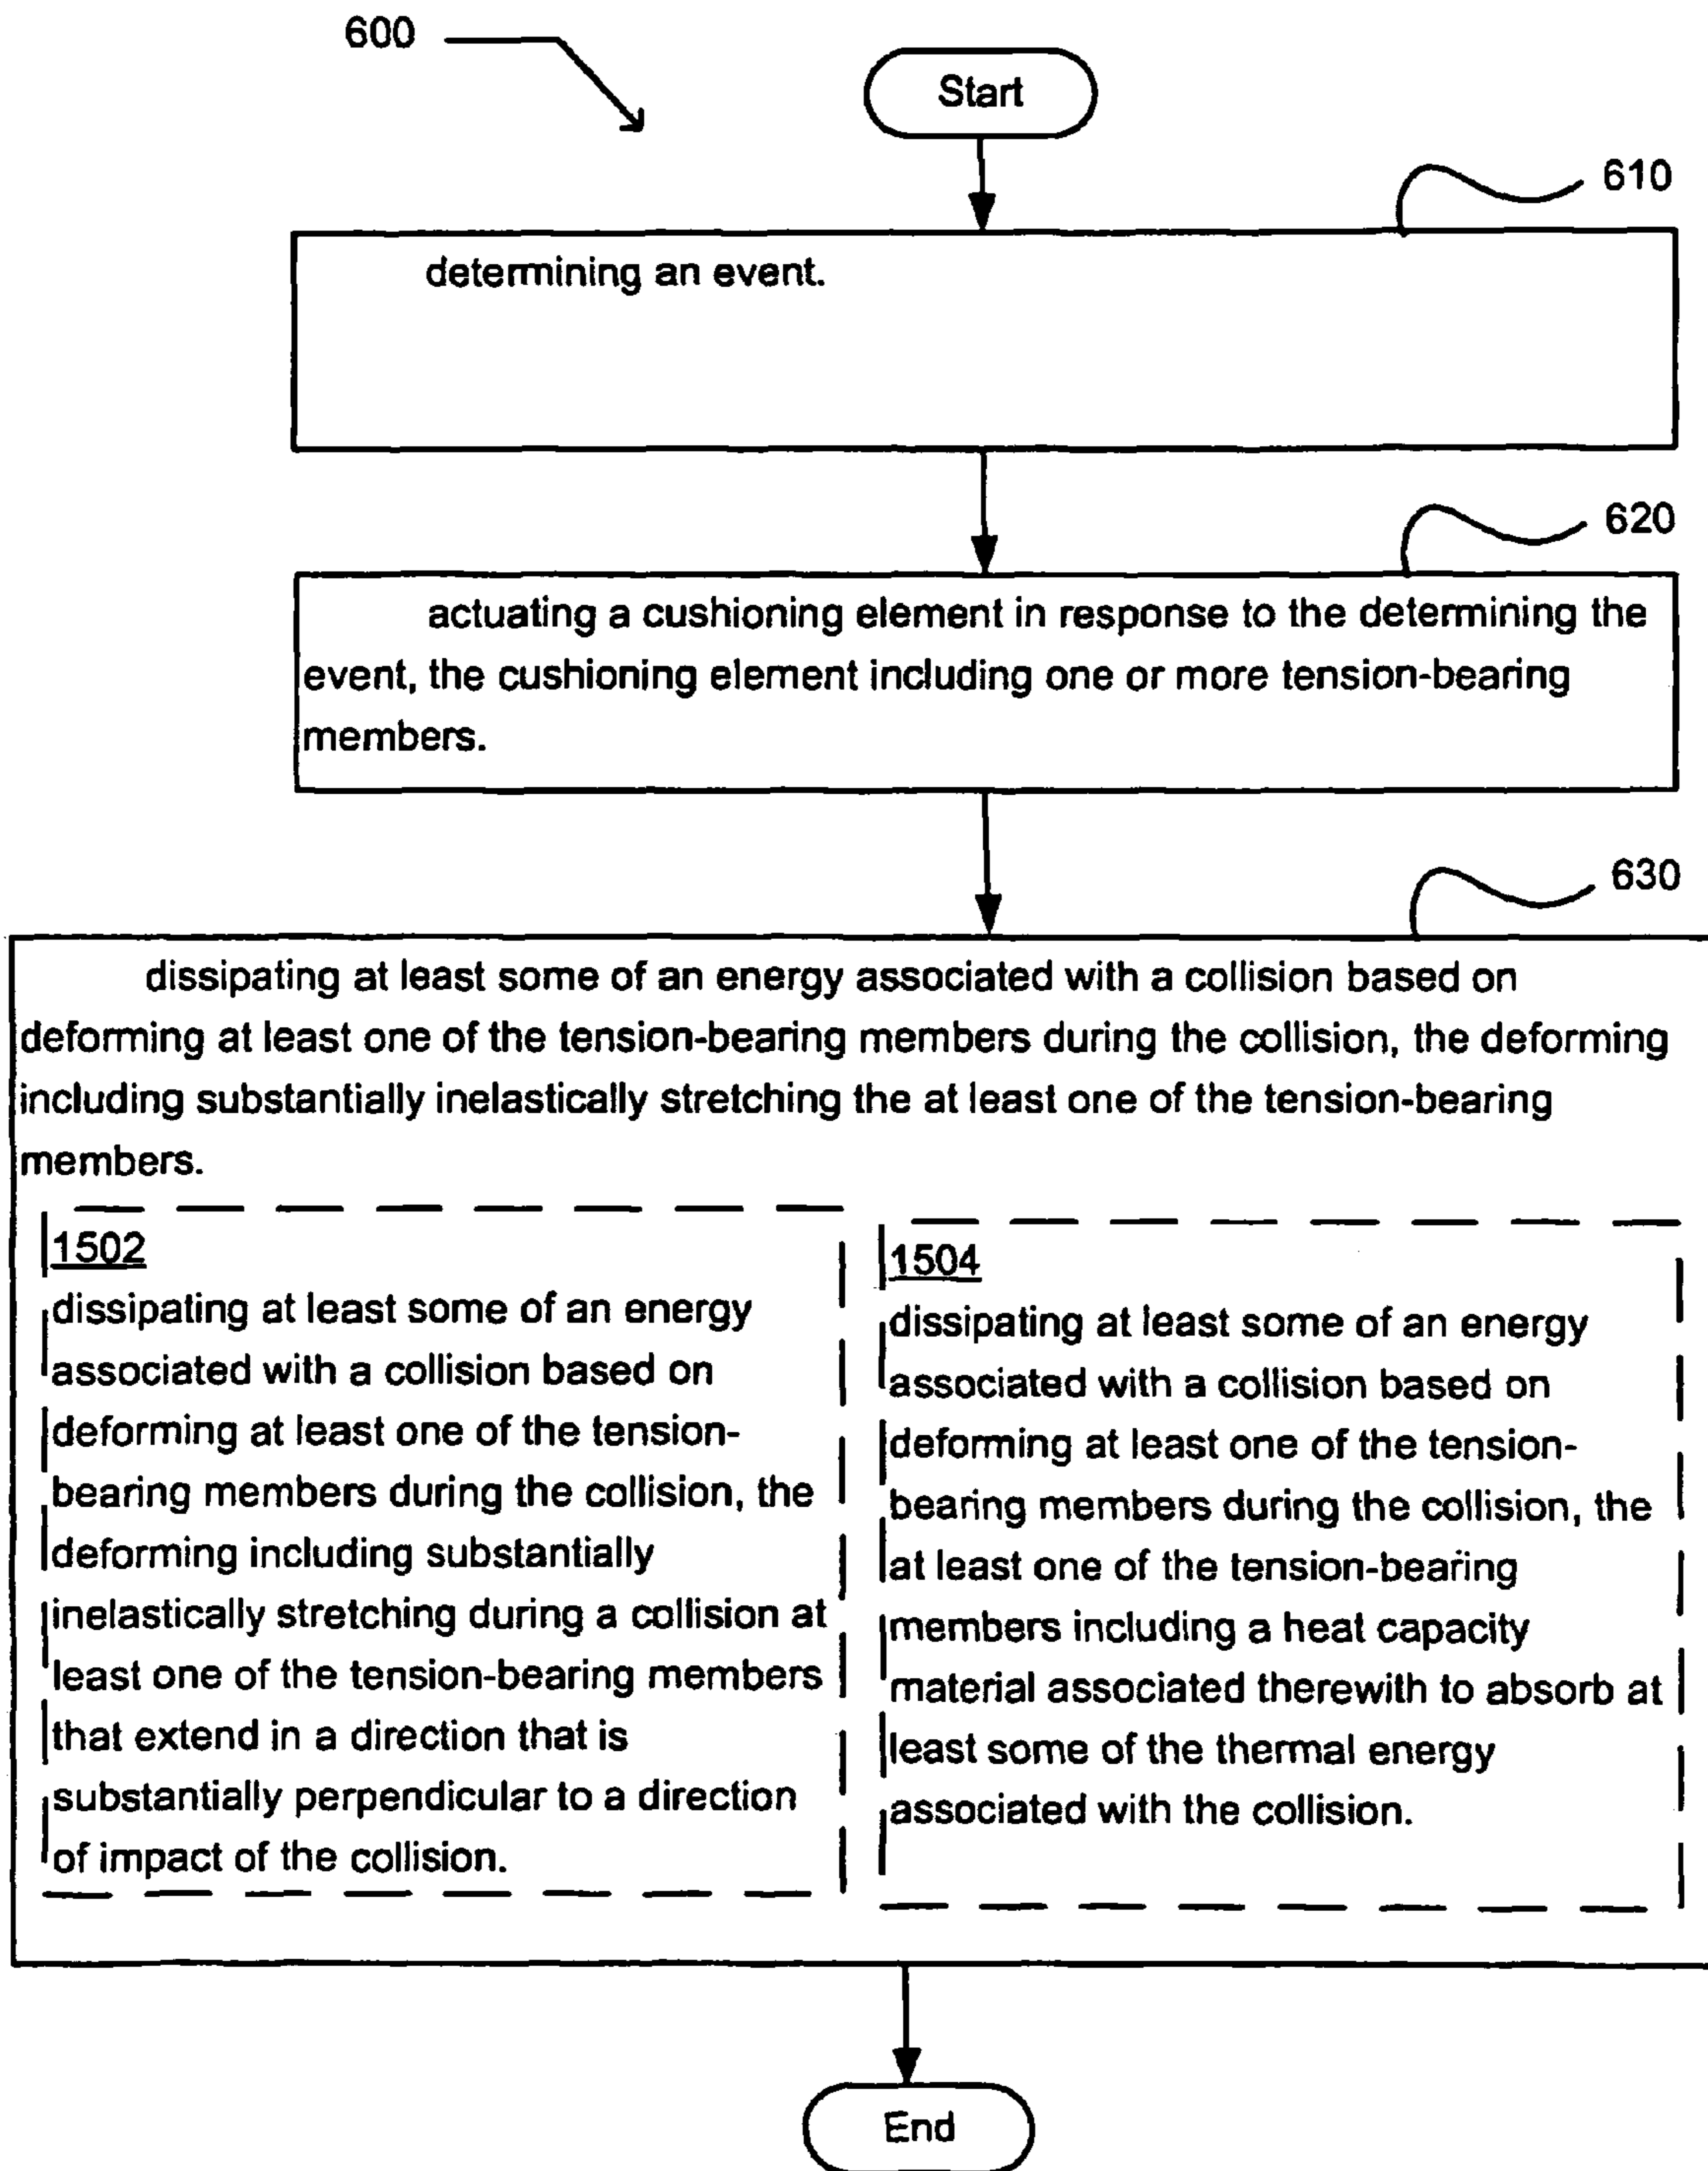 600
Start
610
determining an event.
620
actuating a cushioning element in response to the determining the
event, the cushioning element including one or more tension-bearing
members.
630
dissipating at least some of an energy associated with a collision based on
deforming at least one of the tension-bearing members during the collision, the deforming
including substantially inelastically stretching the at least one of the tension-bearing
members.
1502
dissipating at least some of an energy
associated with a collision based on
deforming at least one of the tension-
bearing members during the collision, the
deforming including substantially
inelastically stretching during a collision at
least one of the tension-bearing members
that extend in a direction that is
substantially perpendicular to a direction
of impact of the collision.
1504
dissipating at least some of an energy
associated with a collision based on
deforming at least one of the tension-
bearing members during the collision, the
at least one of the tension-bearing
members including a heat capacity
material associated therewith to absorb at
least some of the thermal energy
associated with the collision.
End